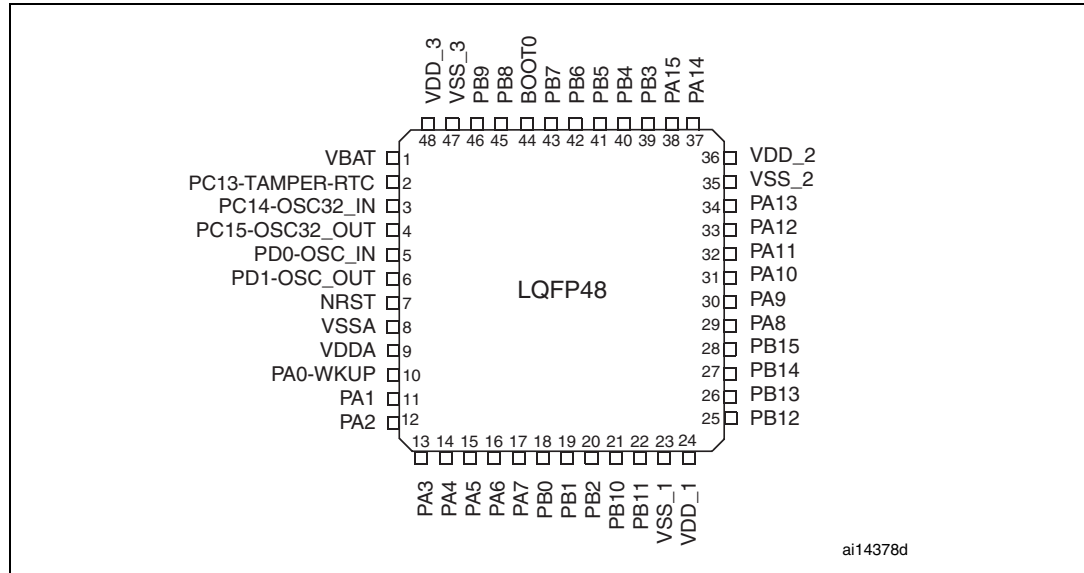 VDD_3
VSS_3
PB9
PB8
BOOT0
PB7
PB6
PB5
PB4
PB3
PA15
PA14
48 47 46 45 44 43 42 41 40 39 38 37
VBAT 1
PC13-TAMPER-RTC 2
PC14-OSC32_IN 3
PC15-OSC32_OUT 4
PD0-OSC_IN 5
PD1-OSC_OUT 6
NRST 7
VSSA 8
VDDA 9
PA0-WKUP 10
PA1 11
PA2 12
LQFP48
36 VDD_2
35 VSS_2
34 PA13
33 PA12
32 PA11
31 PA10
30 PA9
29 PA8
28 PB15
27 PB14
26 PB13
25 PB12
13 14 15 16 17 18 19 20 21 22 23 24
PA3
PA4
PA5
PA6
PA7
PB0
PB1
PB2
PB10
PB11
VSS_1
VDD_1
ai14378d